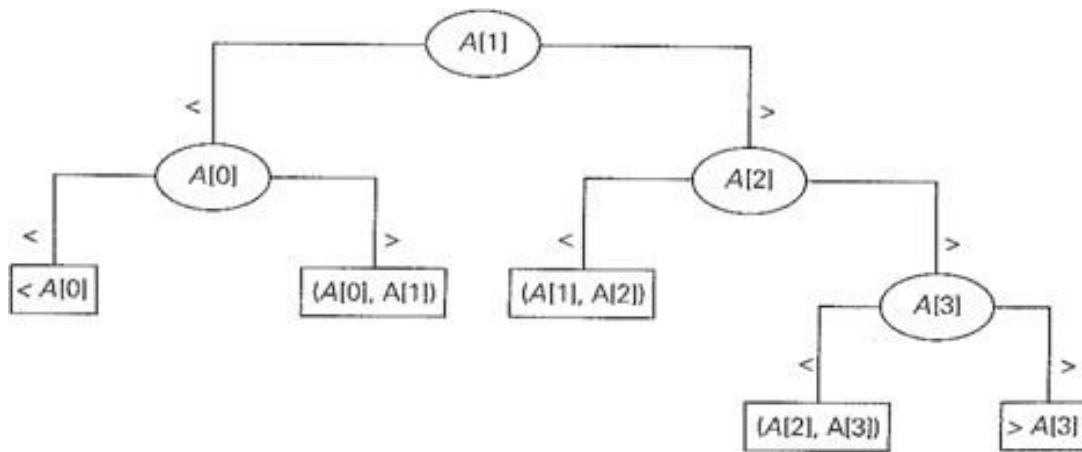 A[1]
<
>
A[0]
A[2]
<
>
<
>
< A[0]
(A[0], A[1])
(A[1], A[2])
A[3]
<
>
(A[2], A[3])
> A[3]